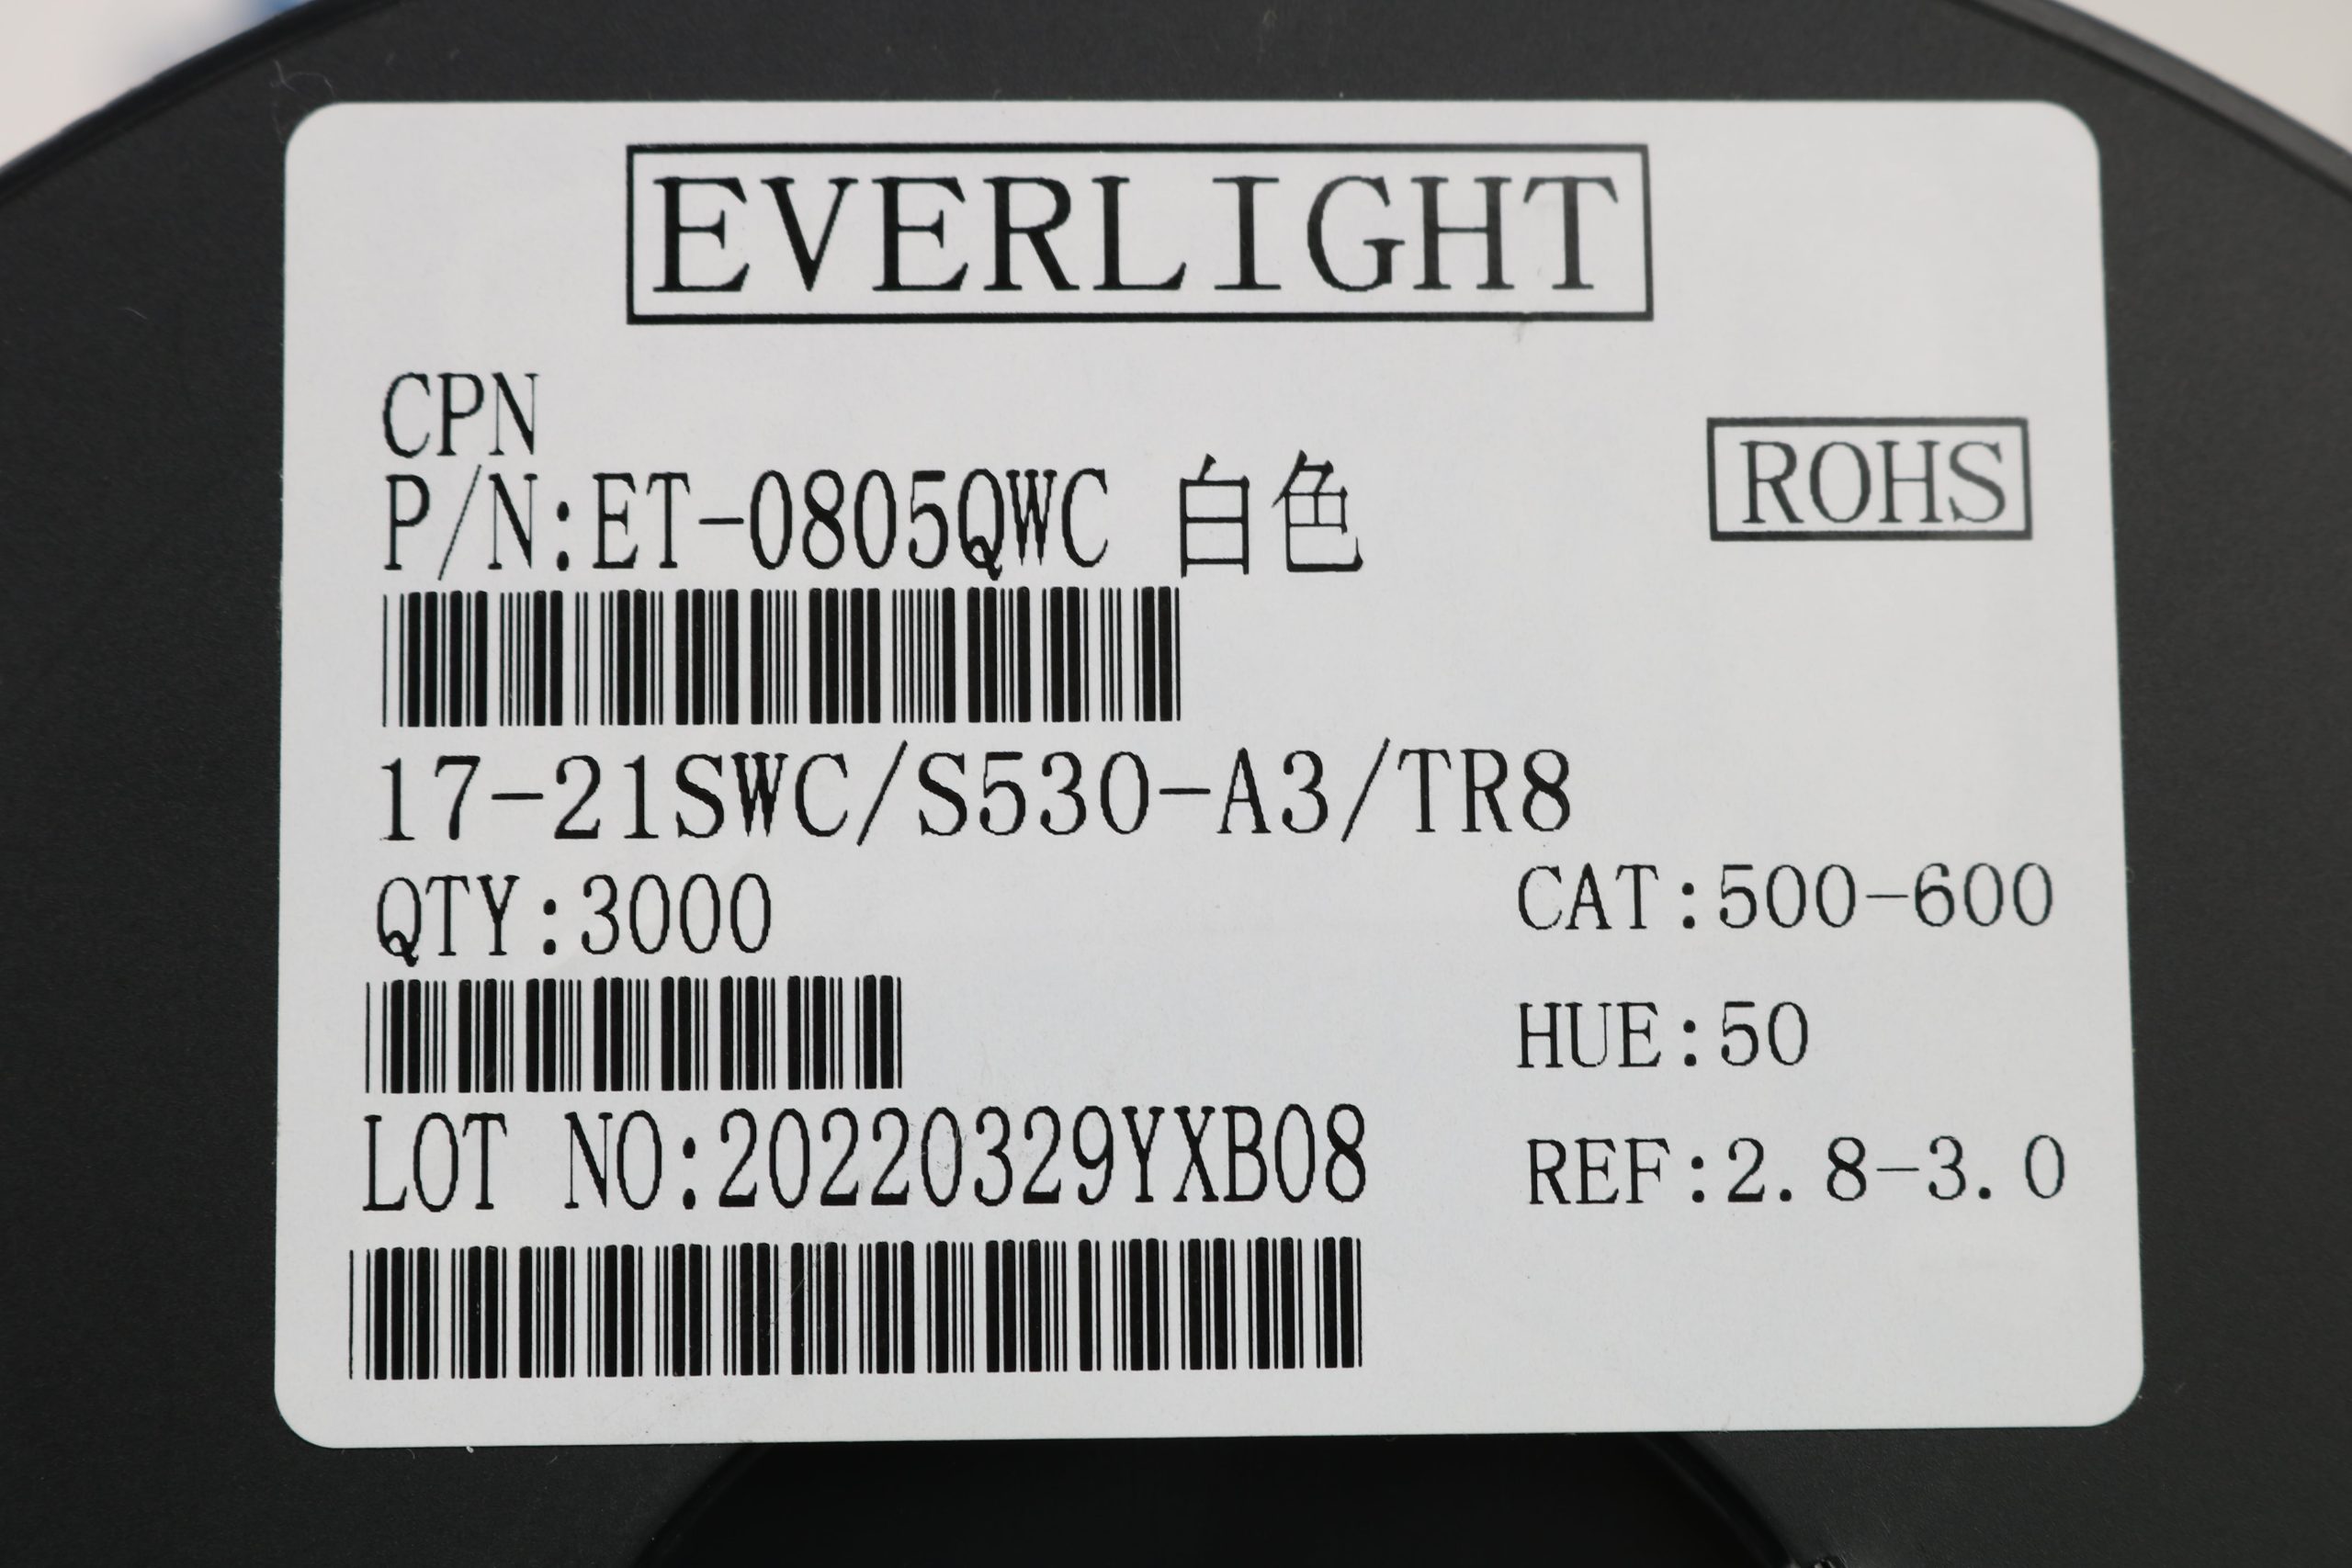 EVERLIGHT
CPN
P/N:ET-0805QWC 白色
ROHS
17-21SWC/S530-A3/TR8
QTY:3000
CAT:500-600
HUE:50
LOT NO:20220329YXB08
REF:2.8-3.0